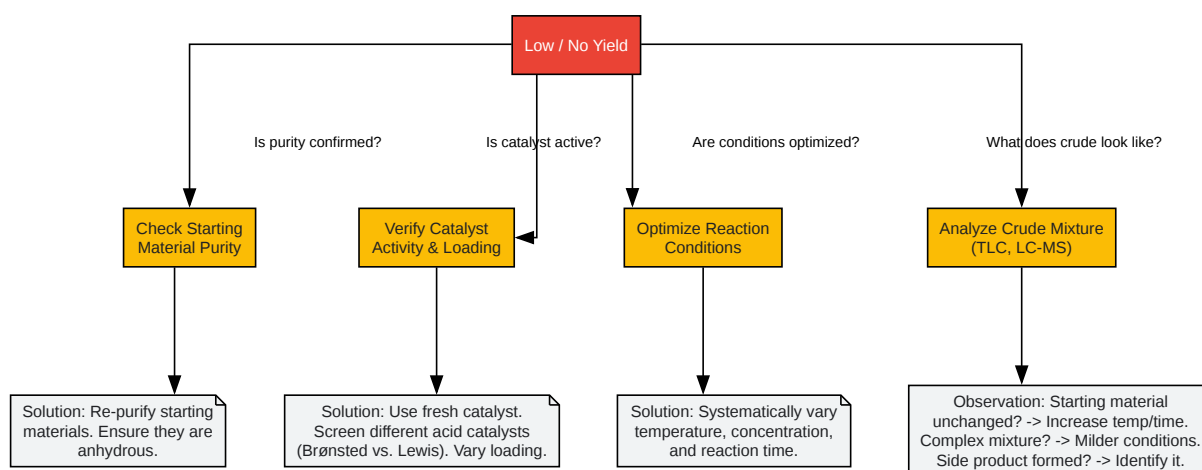 Low / No Yield
Is purity confirmed?
Is catalyst active?
Are conditions optimized?
What does crude look like?
Check Starting
Material Purity
Verify Catalyst
Activity & Loading
Optimize Reaction
Conditions
Analyze Crude Mixture
(TLC, LC-MS)
Solution: Re-purify starting
materials. Ensure they are
anhydrous.
Solution: Use fresh catalyst.
Screen different acid catalysts
(Brønsted vs. Lewis). Vary loading.
Solution: Systematically vary
temperature, concentration,
and reaction time.
Observation: Starting material
unchanged? -> Increase temp/time.
Complex mixture? -> Milder conditions.
Side product formed? -> Identify it.